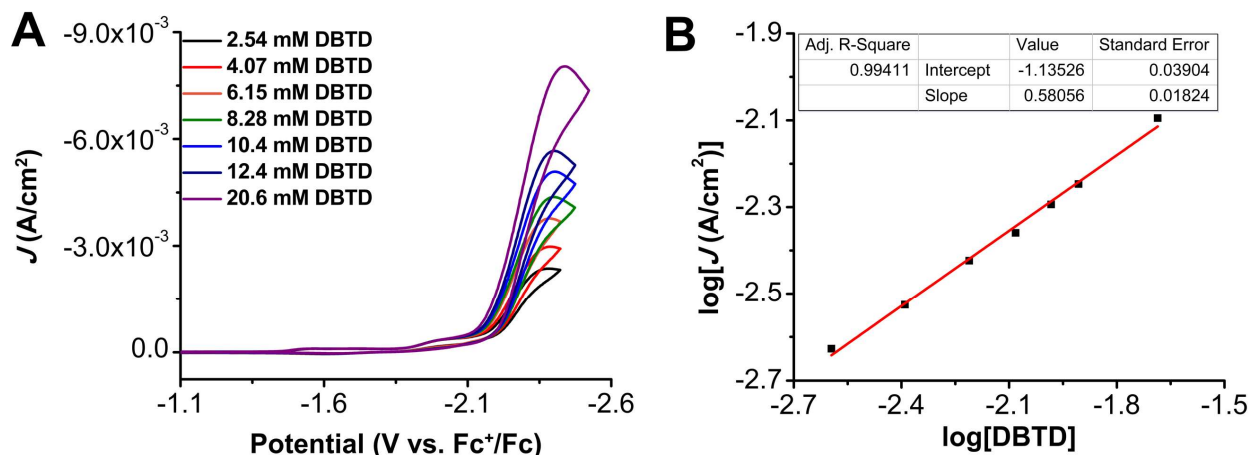 A
-9.0x10⁻³
-6.0x10⁻³
-3.0x10⁻³
0.0
J (A/cm²)
2.54 mM DBTD
4.07 mM DBTD
6.15 mM DBTD
8.28 mM DBTD
10.4 mM DBTD
12.4 mM DBTD
20.6 mM DBTD
-1.1 -1.6 -2.1 -2.6
Potential (V vs. Fc⁺/Fc)
B
-1.9
-2.1
-2.3
-2.5
-2.7
log[J (A/cm²)]
Adj. R-Square Value Standard Error
0.99411 Intercept -1.13526 0.03904
Slope 0.58056 0.01824
-2.7 -2.4 -2.1 -1.8 -1.5
log[DBTD]